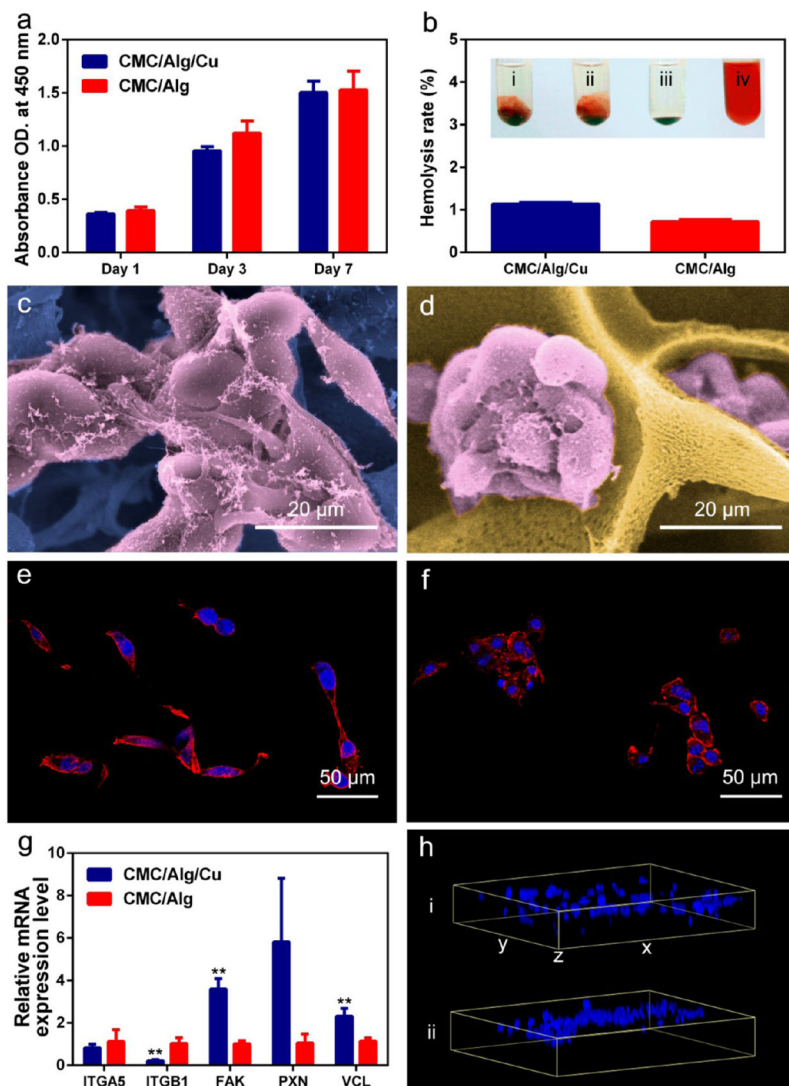 a
Absorbance OD. at 450 nm
2.0
1.5
1.0
0.5
0.0
CMC/Alg/Cu
CMC/Alg
Day 1
Day 3
Day 7
b
Hemolysis rate (%)
5
4
3
2
1
0
i
ii
iii
iv
CMC/Alg/Cu
CMC/Alg
c
20 µm
d
20 µm
e
50 µm
f
50 µm
g
Relative mRNA
expression level
10
8
6
4
2
0
CMC/Alg/Cu
CMC/Alg
**
**
**
ITGA5
ITGB1
FAK
PXN
VCL
h
i
y
z
x
ii